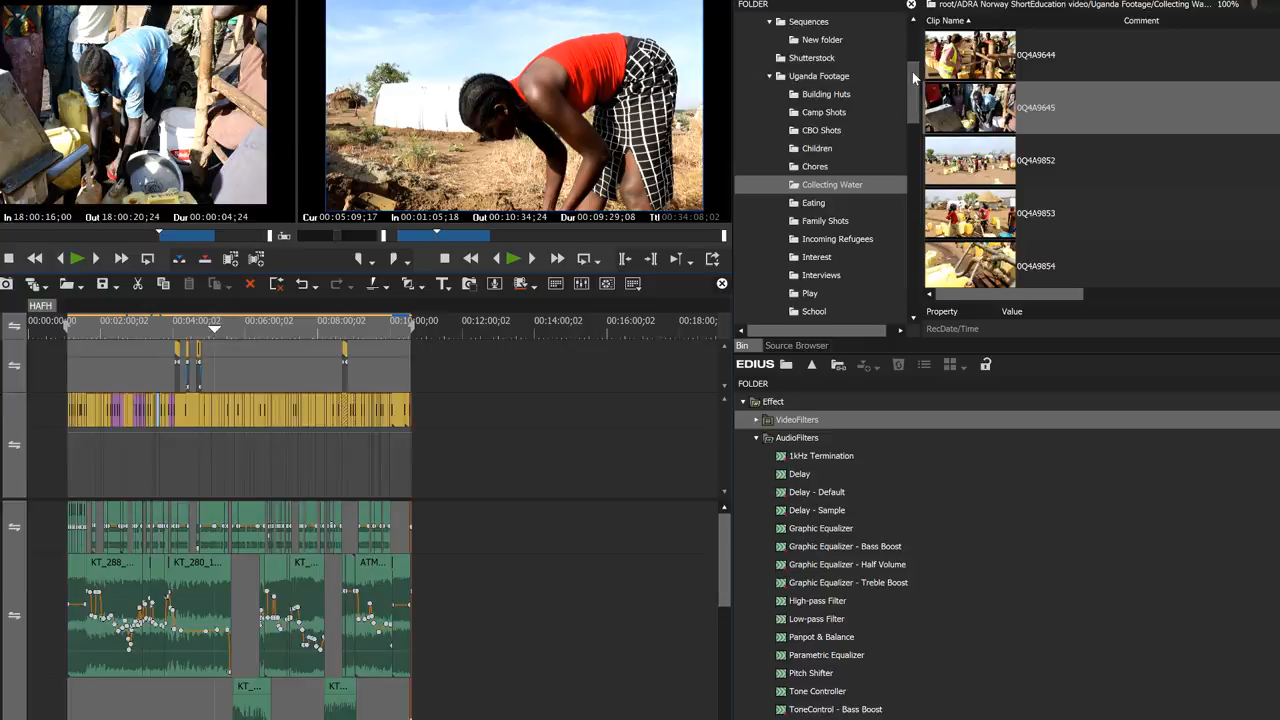 FOLDER
root/ADRA Norway ShortEducation video/Uganda Footage/Collecting Wa... 100%
Sequences
New folder
Shutterstock
Uganda Footage
Building Huts
Camp Shots
CBO Shots
Children
Chores
Collecting Water
Eating
Family Shots
Incoming Refugees
Interest
Interviews
Play
School
Clip Name Comment
0Q4A9644
0Q4A9645
0Q4A9852
0Q4A9853
0Q4A9854
Property Value
RecDate/Time
In 18:00:16;00 Out 18:00:20;24 Dur 00:00:04;24
Cur 00:05:09;17 In 00:01:05;18 Out 00:10:34;24 Dur 00:09:29;08 Ttl 00:34:08;02
Bin Source Browser
HAFH
00:00:00;00 00:02:00;02 00:04:00;02 00:06:00;02 00:08:00;02 00:10:00;00 00:12:00;02 00:14:00;02 00:16:00;02 00:18:00;
KT_288_... KT_280_1... KT_... ATM...
KT_... KT...
EDIUS
FOLDER
Effect
VideoFilters
AudioFilters
1kHz Termination
Delay
Delay - Default
Delay - Sample
Graphic Equalizer
Graphic Equalizer - Bass Boost
Graphic Equalizer - Half Volume
Graphic Equalizer - Treble Boost
High-pass Filter
Low-pass Filter
Panpot & Balance
Parametric Equalizer
Pitch Shifter
Tone Controller
ToneControl - Bass Boost